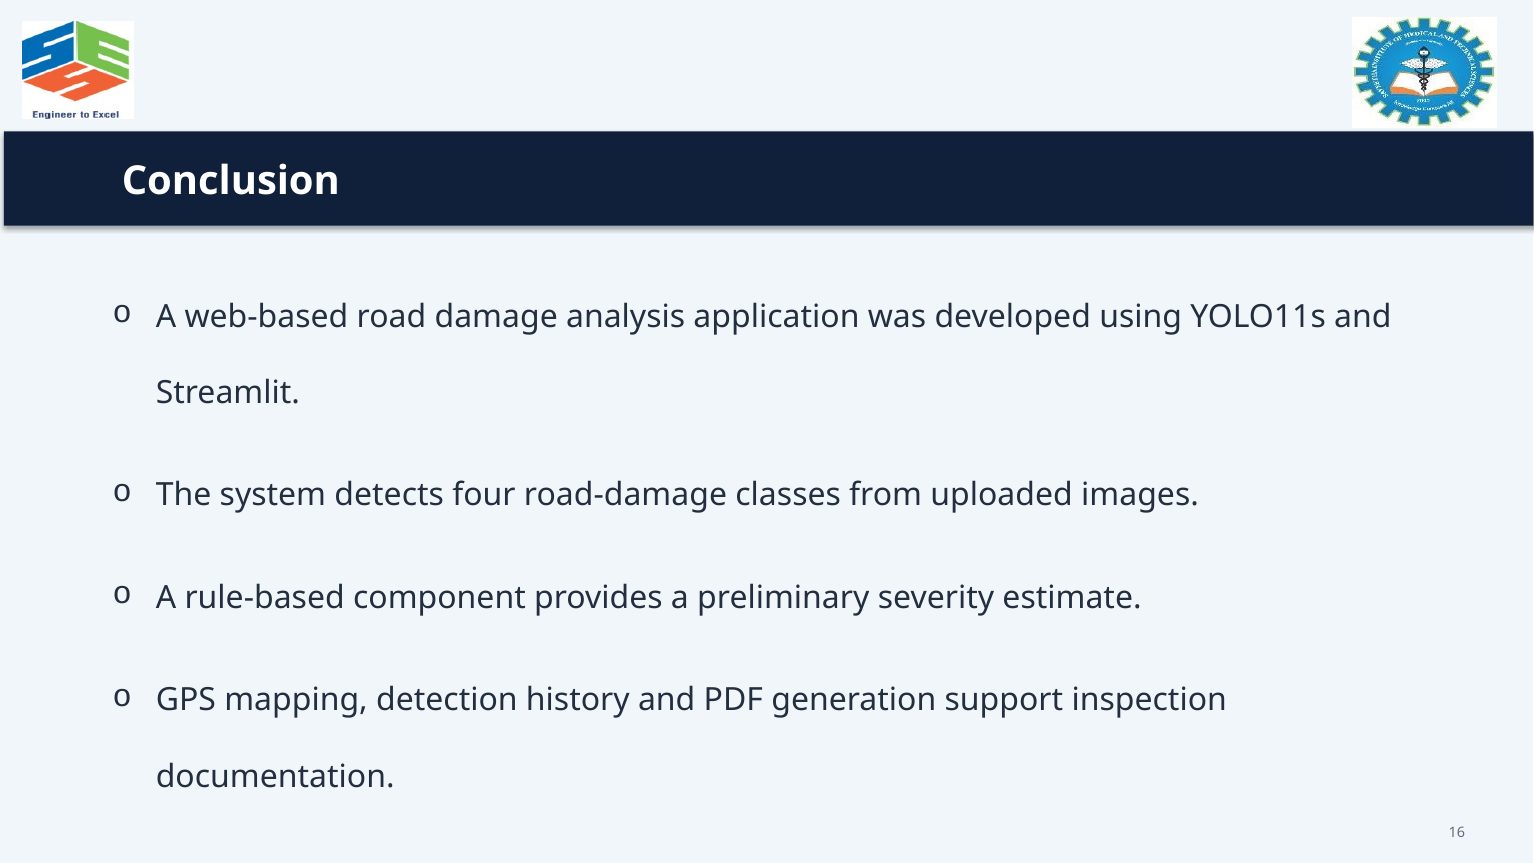 Engineer to Excel
Conclusion
o A web-based road damage analysis application was developed using YOLO11s and
Streamlit.
o The system detects four road-damage classes from uploaded images.
o A rule-based component provides a preliminary severity estimate.
o GPS mapping, detection history and PDF generation support inspection
documentation.
16